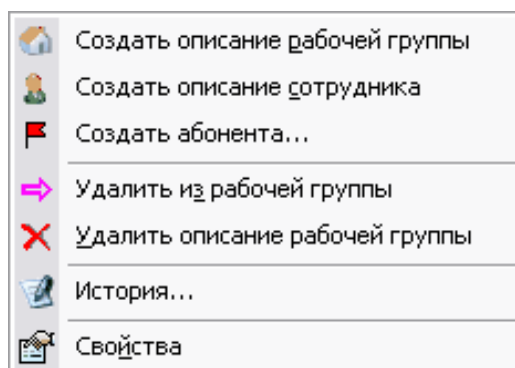 Создать описание рабочей группы
Создать описание сотрудника
Создать абонента...
Удалить из рабочей группы
Удалить описание рабочей группы
История...
Свойства